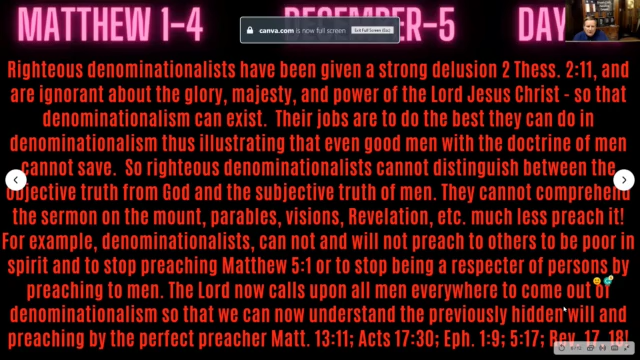 MATTHEW 1-4 DECEMBER-5 DAY
canva.com is now full screen Exit Full Screen (Esc)
Righteous denominationalists have been given a strong delusion 2 Thess. 2:11, and
are ignorant about the glory, majesty, and power of the Lord Jesus Christ - so that
denominationalism can exist. Their jobs are to do the best they can do in
denominationalism thus illustrating that even good men with the doctrine of men
cannot save. So righteous denominationalists cannot distinguish between the
objective truth from God and the subjective truth of men. They cannot comprehend
the sermon on the mount, parables, visions, Revelation, etc. much less preach it!
For example, denominationalists, can not and will not preach to others to be poor in
spirit and to stop preaching Matthew 5:1 or to stop being a respecter of persons by
preaching to men. The Lord now calls upon all men everywhere to come out of
denominationalism so that we can now understand the previously hidden will and
preaching by the perfect preacher Matt. 13:11; Acts 17:30; Eph. 1:9; 5:17; Rev. 17, 18!